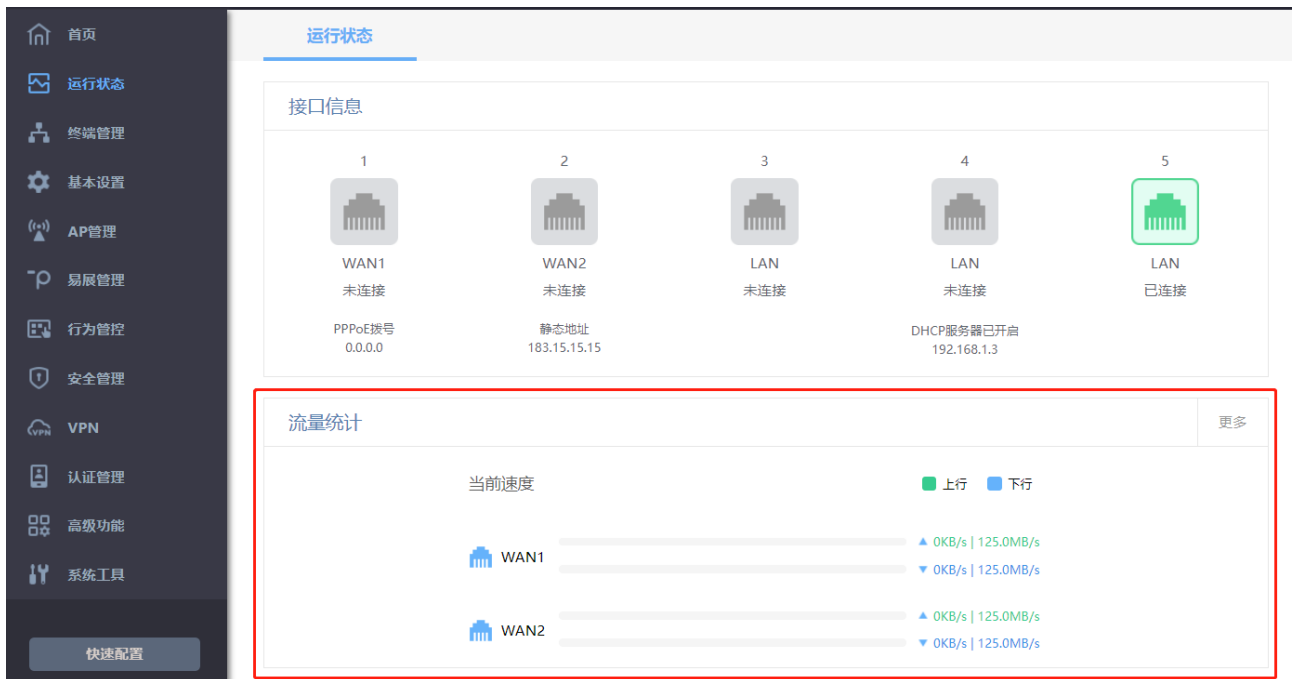 首页
运行状态
终端管理
基本设置
AP管理
易展管理
行为管控
安全管理
VPN
VPN
认证管理
高级功能
系统工具
快速配置
运行状态
接口信息
1 2 3 4 5
WAN1 WAN2 LAN LAN LAN
未连接 未连接 未连接 未连接 已连接
PPPoE拨号 静态地址 DHCP服务器已开启
0.0.0.0 183.15.15.15 192.168.1.3
流量统计 更多
当前速度 上行 下行
WAN1
0KB/s | 125.0MB/s
0KB/s | 125.0MB/s
WAN2
0KB/s | 125.0MB/s
0KB/s | 125.0MB/s